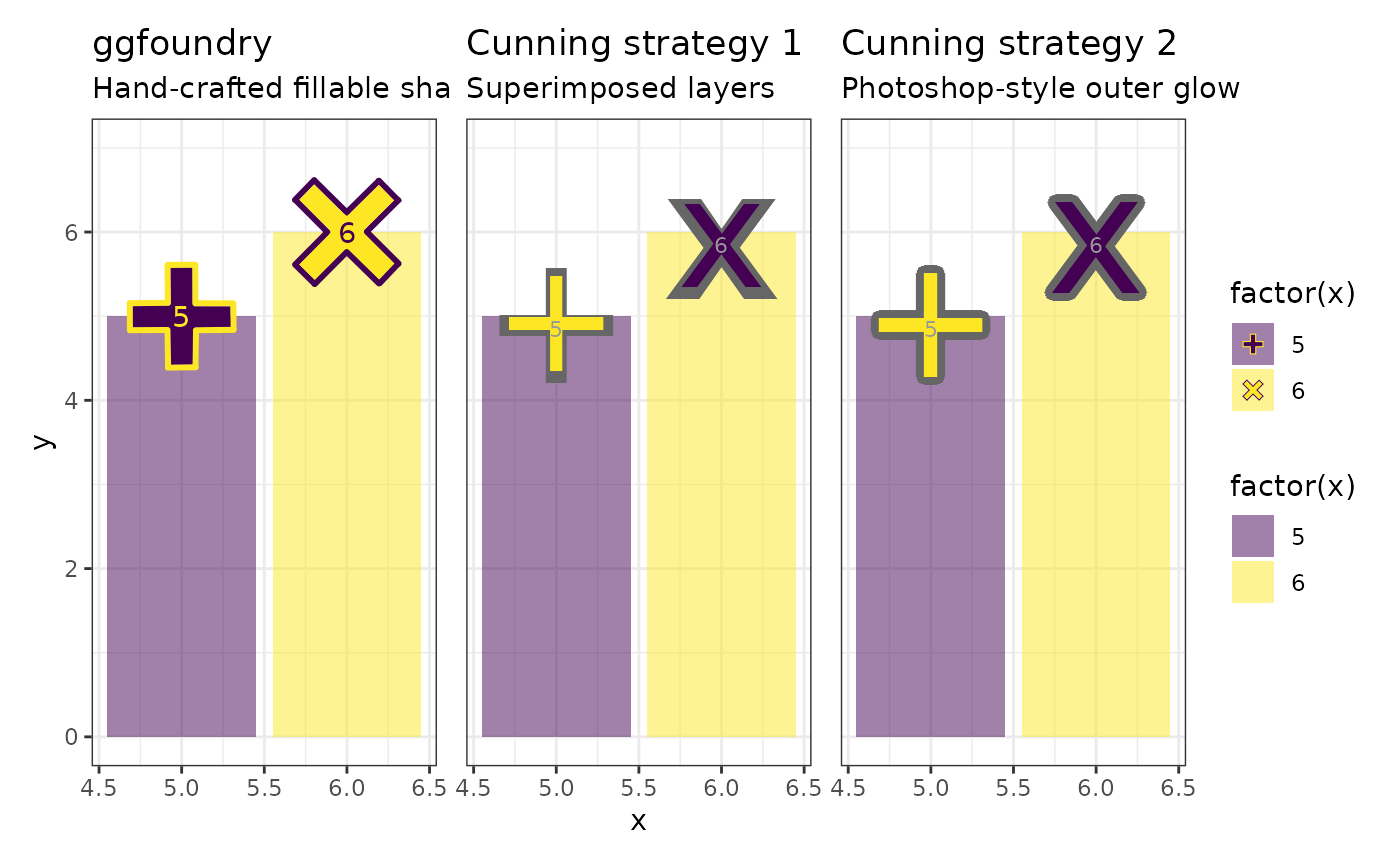 ggfoundry
Hand-crafted fillable sha
Cunning strategy 1
Superimposed layers
Cunning strategy 2
Photoshop-style outer glow
y
6
4
2
0
5
6
5
6
5
6
4.5 5.0 5.5 6.0 6.5
4.5 5.0 5.5 6.0 6.5
4.5 5.0 5.5 6.0 6.5
x
factor(x)
5
6
factor(x)
5
6